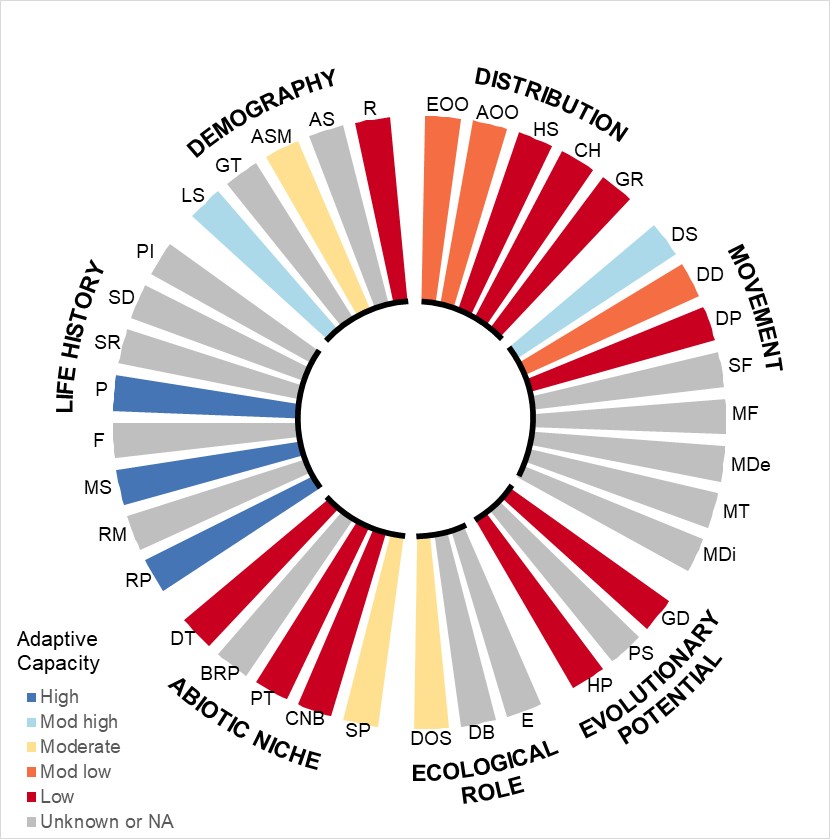 DEMOGRAPHY
DISTRIBUTION
R
EOO
AOO
AS
HS
ASM
CH
GT
GR
LS
DS
PI
DD
MOVEMENT
LIFE HISTORY
SD
DP
SR
SF
P
MF
F
MDe
MS
MT
RM
MDi
RP
GD
DT
PS
BRP
HP
PT
CNB
SP
DOS
DB
E
EVOLUTIONARY
POTENTIAL
ABIOTIC NICHE
ECOLOGICAL
ROLE
Adaptive
Capacity
High
Mod high
Moderate
Mod low
Low
Unknown or NA